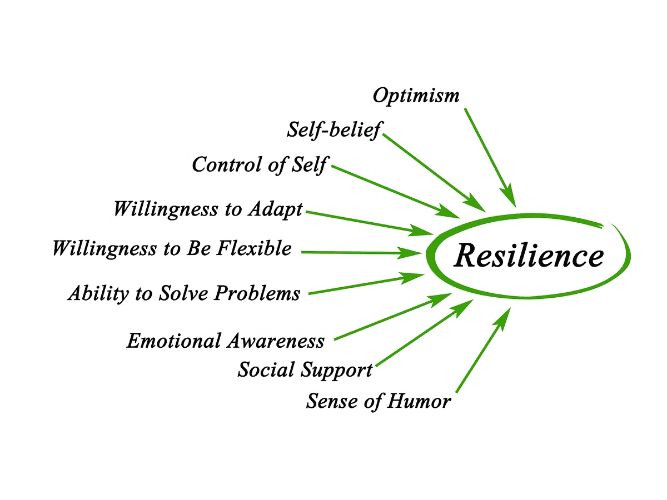 Optimism
Self-belief
Control of Self
Willingness to Adapt
Willingness to Be Flexible
Resilience
Ability to Solve Problems
Emotional Awareness
Social Support
Sense of Humor